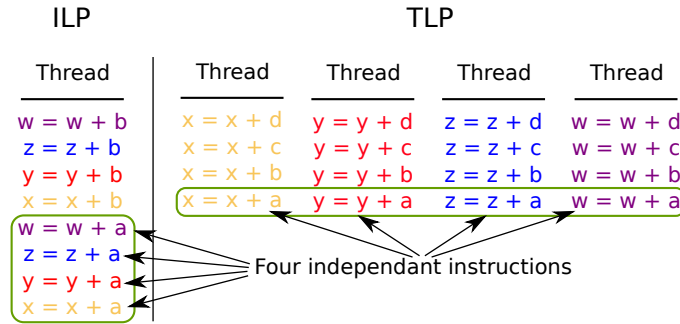 ILP
TLP
Thread
w = w + b
z = z + b
y = y + b
x = x + b
w = w + a
z = z + a
y = y + a
x = x + a
Thread Thread Thread Thread
x = x + d y = y + d z = z + d w = w + d
x = x + c y = y + c z = z + c w = w + c
x = x + b y = y + b z = z + b w = w + b
x = x + a y = y + a z = z + a w = w + a
Four independant instructions